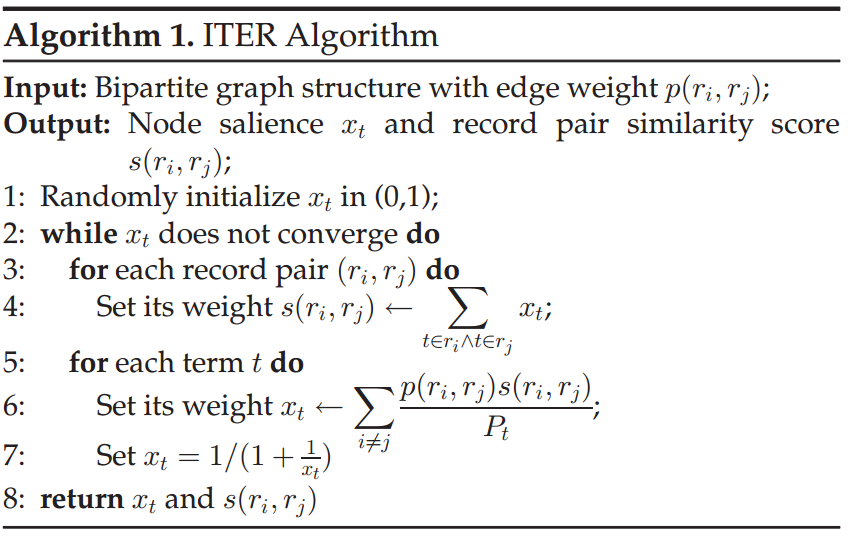 Algorithm 1. ITER Algorithm
Input: Bipartite graph structure with edge weight $p(r_i, r_j)$;
Output: Node salience $x_t$ and record pair similarity score
$s(r_i, r_j)$;
1: Randomly initialize $x_t$ in (0,1);
2: while $x_t$ does not converge do
3: for each record pair $(r_i, r_j)$ do
4: Set its weight $s(r_i, r_j) \leftarrow \sum_{t \in r_i \wedge t \in r_j} x_t$;
5: for each term $t$ do
6: Set its weight $x_t \leftarrow \sum_{i \neq j} \frac{p(r_i, r_j)s(r_i, r_j)}{P_t}$;
7: Set $x_t = 1/(1 + \frac{1}{x_t})$
8: return $x_t$ and $s(r_i, r_j)$